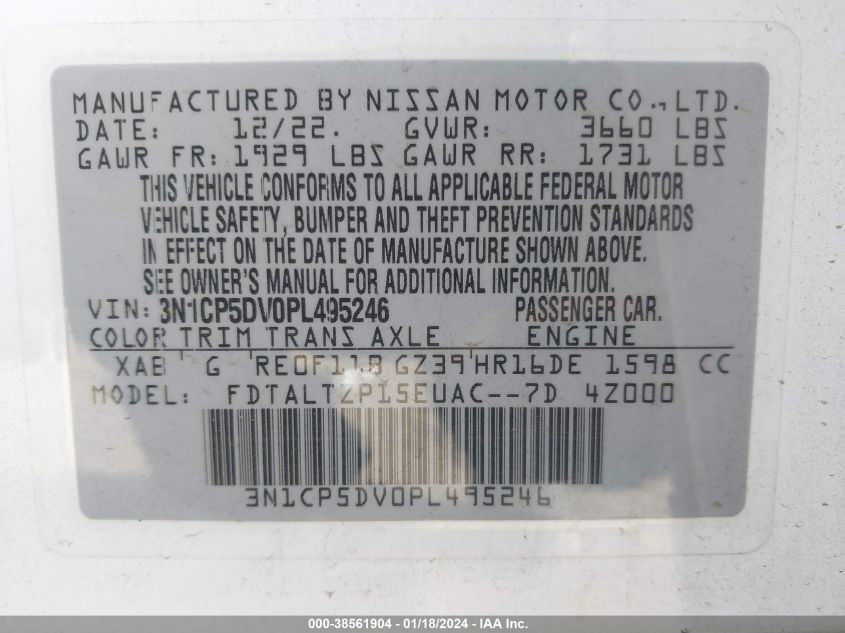 MANUFACTURED BY NISSAN MOTOR CO., LTD.
DATE: 12/22. GVWR: 3660 LBS
GAWR FR: 1929 LBS GAWR RR: 1731 LBS
THIS VEHICLE CONFORMS TO ALL APPLICABLE FEDERAL MOTOR
VEHICLE SAFETY, BUMPER AND THEFT PREVENTION STANDARDS
IN EFFECT ON THE DATE OF MANUFACTURE SHOWN ABOVE.
SEE OWNER'S MANUAL FOR ADDITIONAL INFORMATION.
VIN: 3N1CP5DV0PL495246 PASSENGER CAR.
COLOR TRIM TRANS AXLE ENGINE
XAB G RE0F11B GZ39 HR16DE 1598 CC
MODEL: FDTALTZP15EUAC--7D 4Z000
3N1CP5DV0PL495246
000-38561904 - 01/18/2024 - IAA Inc.